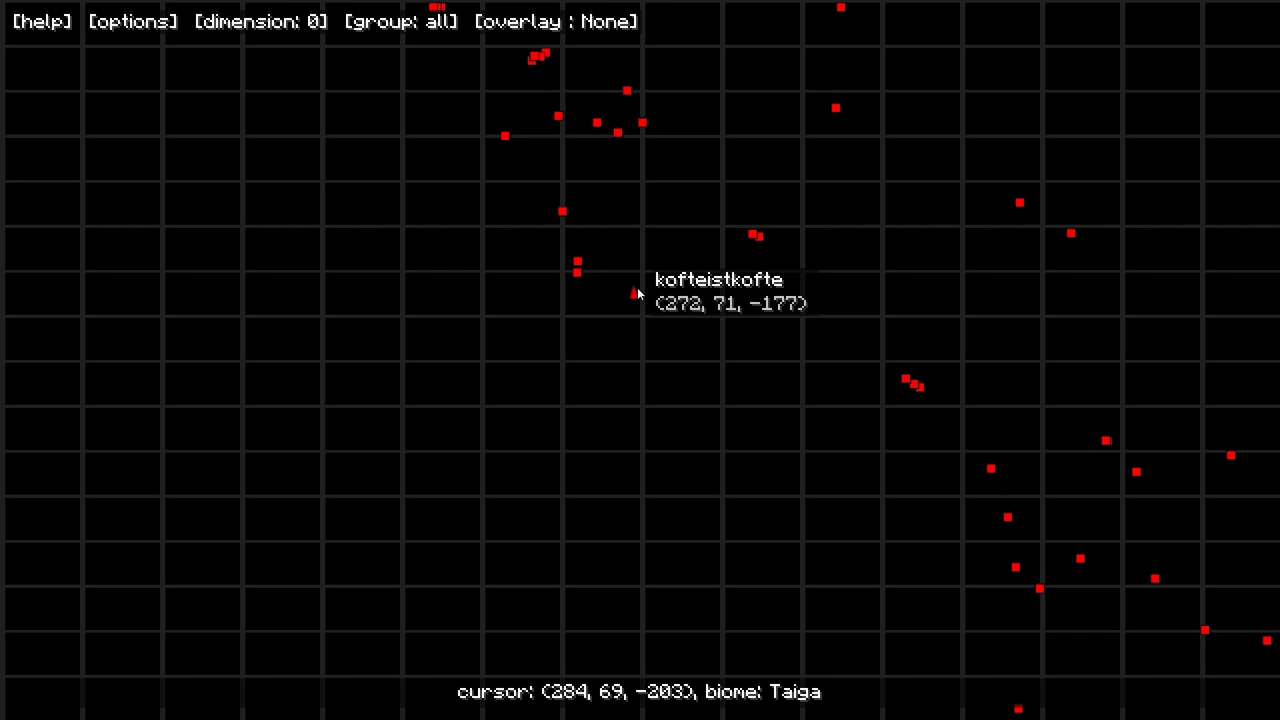 [help] [options] [dimension: 0] [group: all] [overlay : None]
kofteistkofte
(272, 71, -177)
cursor: (284, 69, -203), biome: Taiga